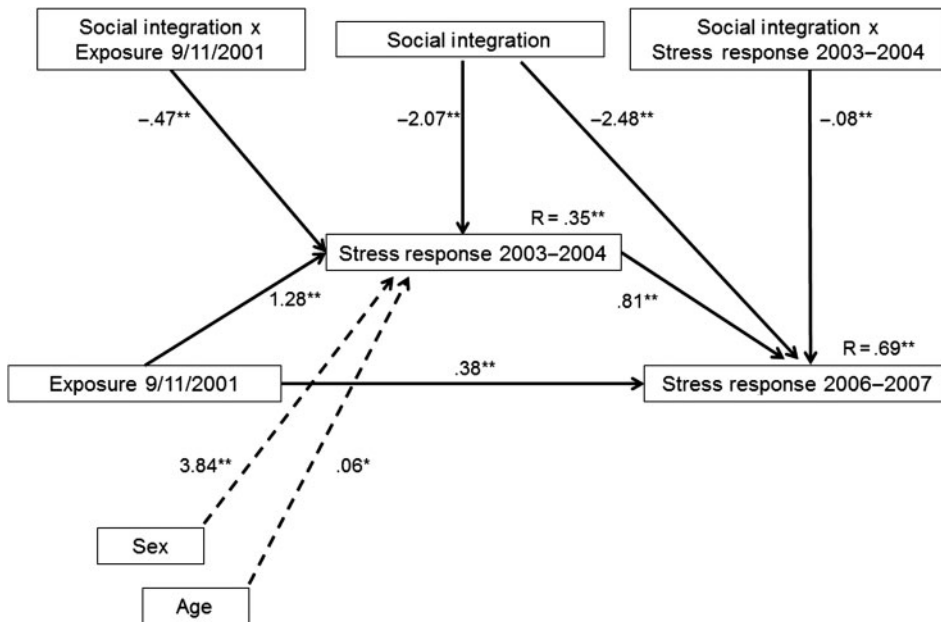 Social integration x
Exposure 9/11/2001
Social integration
Social integration x
Stress response 2003–2004
–.47**
–2.07**
–2.48**
-.08**
R = .35**
Stress response 2003–2004
1.28**
.81**
R = .69**
Exposure 9/11/2001
.38**
Stress response 2006–2007
3.84**
.06*
Sex
Age